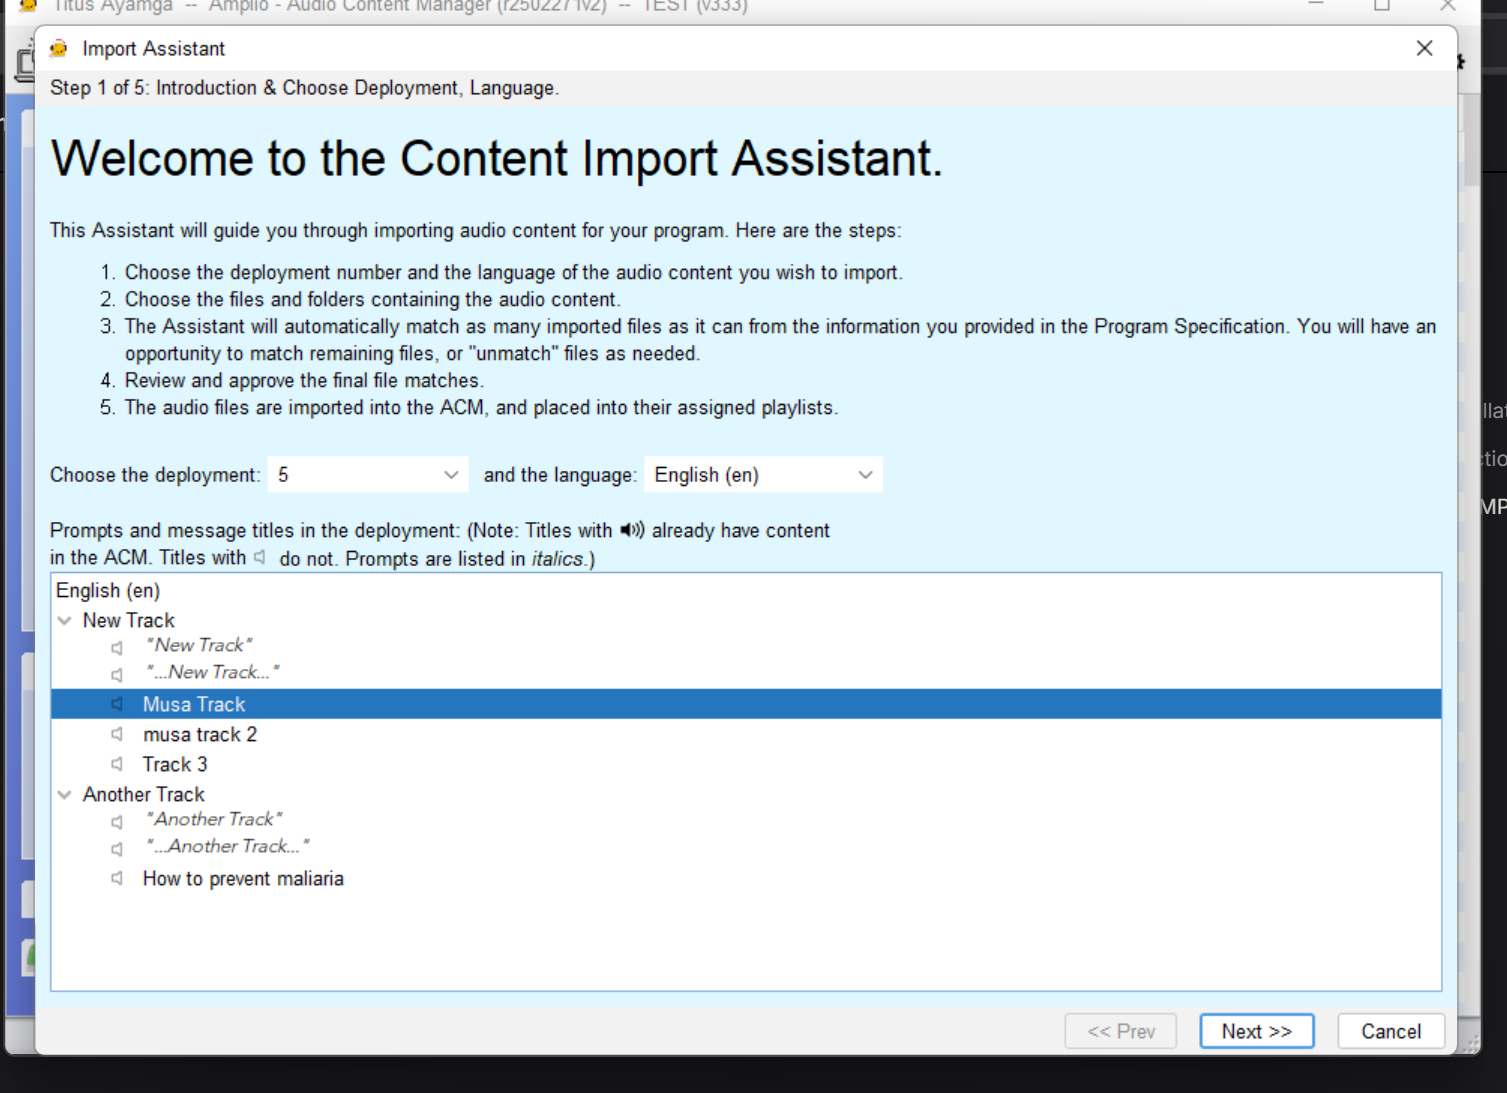 Titus Ayamga -- Amplio - Audio Content Manager (r2502271v2) -- TEST (v333)
Import Assistant
Step 1 of 5: Introduction & Choose Deployment, Language.
Welcome to the Content Import Assistant.
This Assistant will guide you through importing audio content for your program. Here are the steps:
1. Choose the deployment number and the language of the audio content you wish to import.
2. Choose the files and folders containing the audio content.
3. The Assistant will automatically match as many imported files as it can from the information you provided in the Program Specification. You will have an
opportunity to match remaining files, or "unmatch" files as needed.
4. Review and approve the final file matches.
5. The audio files are imported into the ACM, and placed into their assigned playlists.
Choose the deployment: 5 and the language: English (en)
Prompts and message titles in the deployment: (Note: Titles with already have content
in the ACM. Titles with do not. Prompts are listed in italics.)
English (en)
New Track
"New Track"
"...New Track..."
Musa Track
musa track 2
Track 3
Another Track
"Another Track"
"...Another Track..."
How to prevent maliaria
<< Prev Next >> Cancel